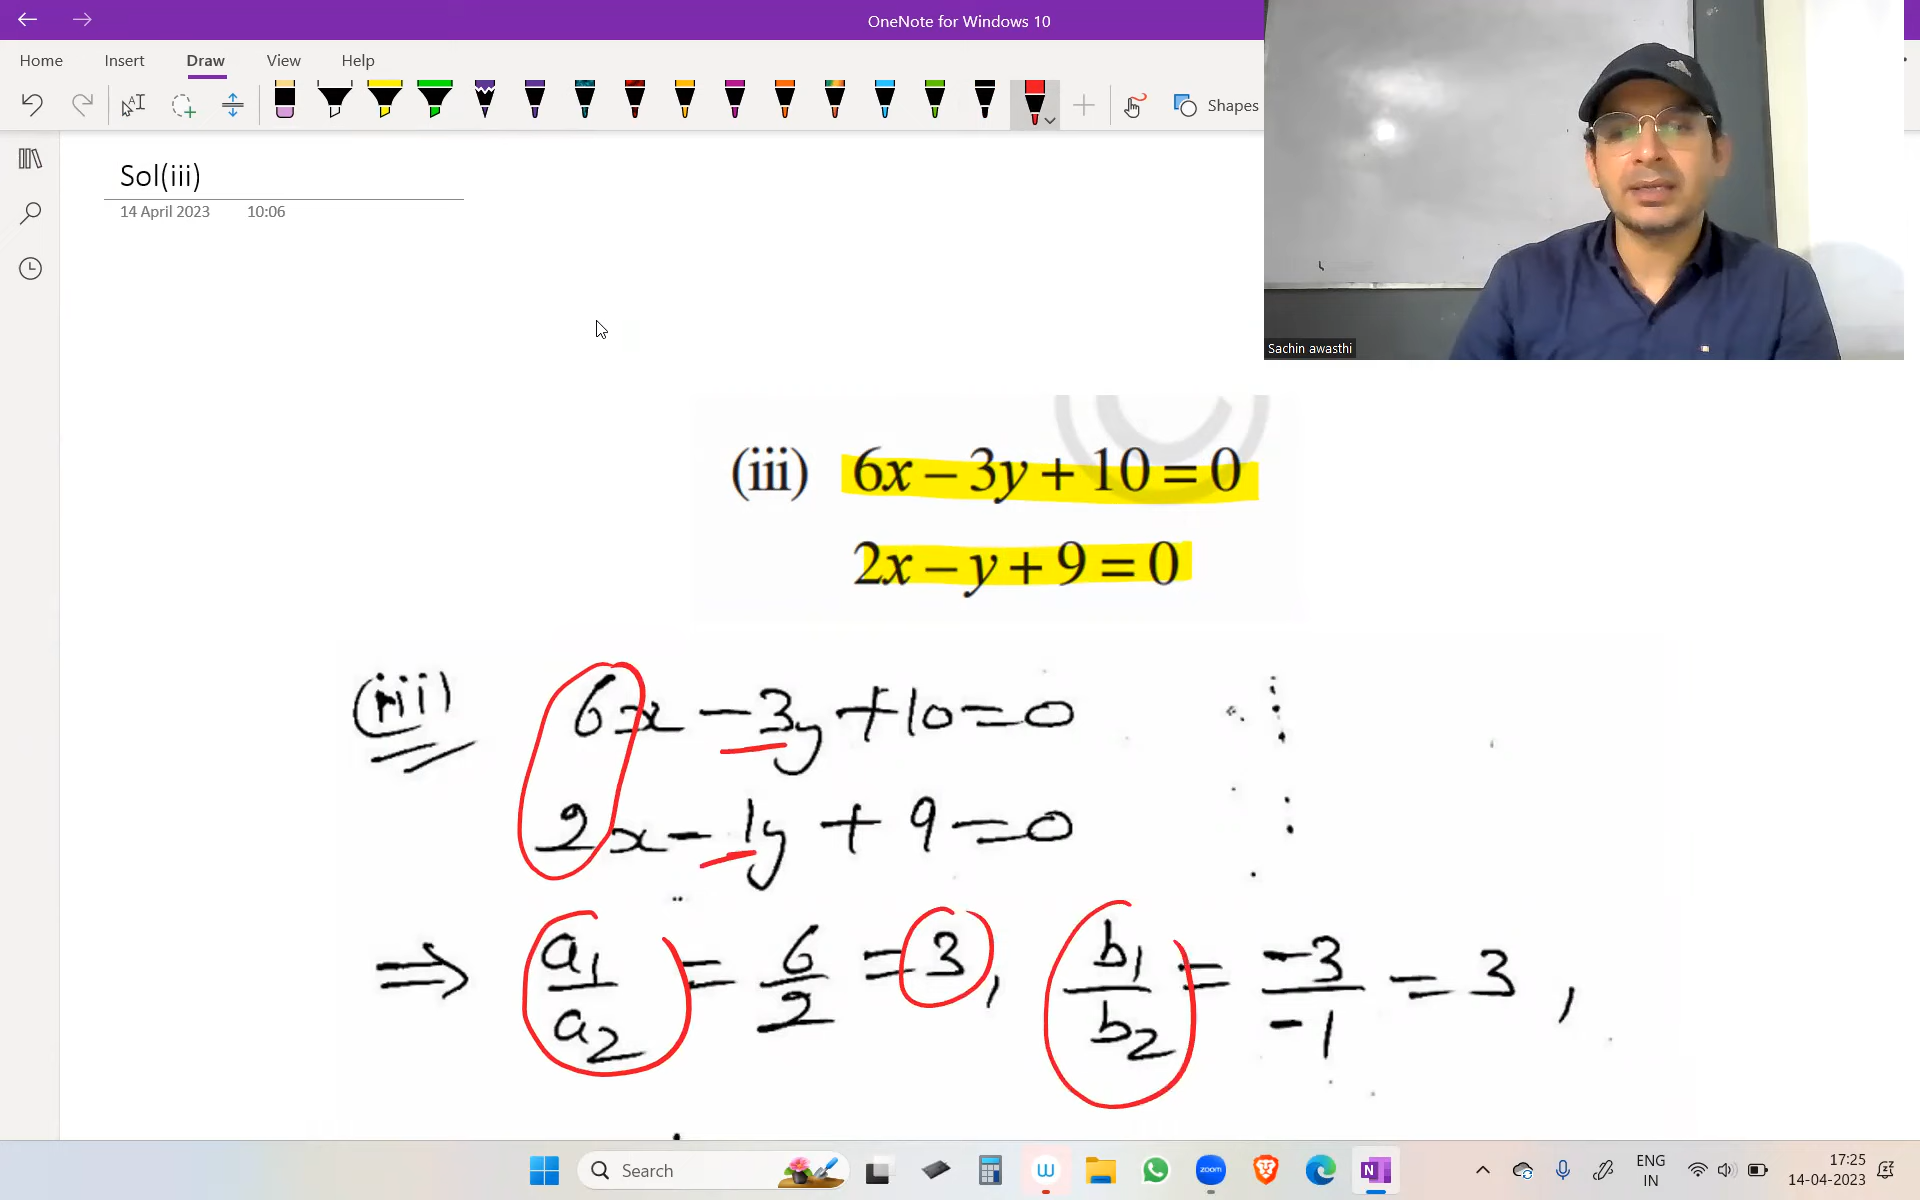 OneNote for Windows 10
Home Insert Draw View Help
Shapes
Sol(iii)
14 April 2023 10:06
Sachin awasthi
(iii) 6x – 3y + 10 = 0
2x – y + 9 = 0
(iii) 6x - 3y + 10 = 0
2x - 1y + 9 = 0
⇒ a1/a2 = 6/2 = 3, b1/b2 = -3/-1 = 3,
Search
zoom
ENG
IN
17:25
14-04-2023